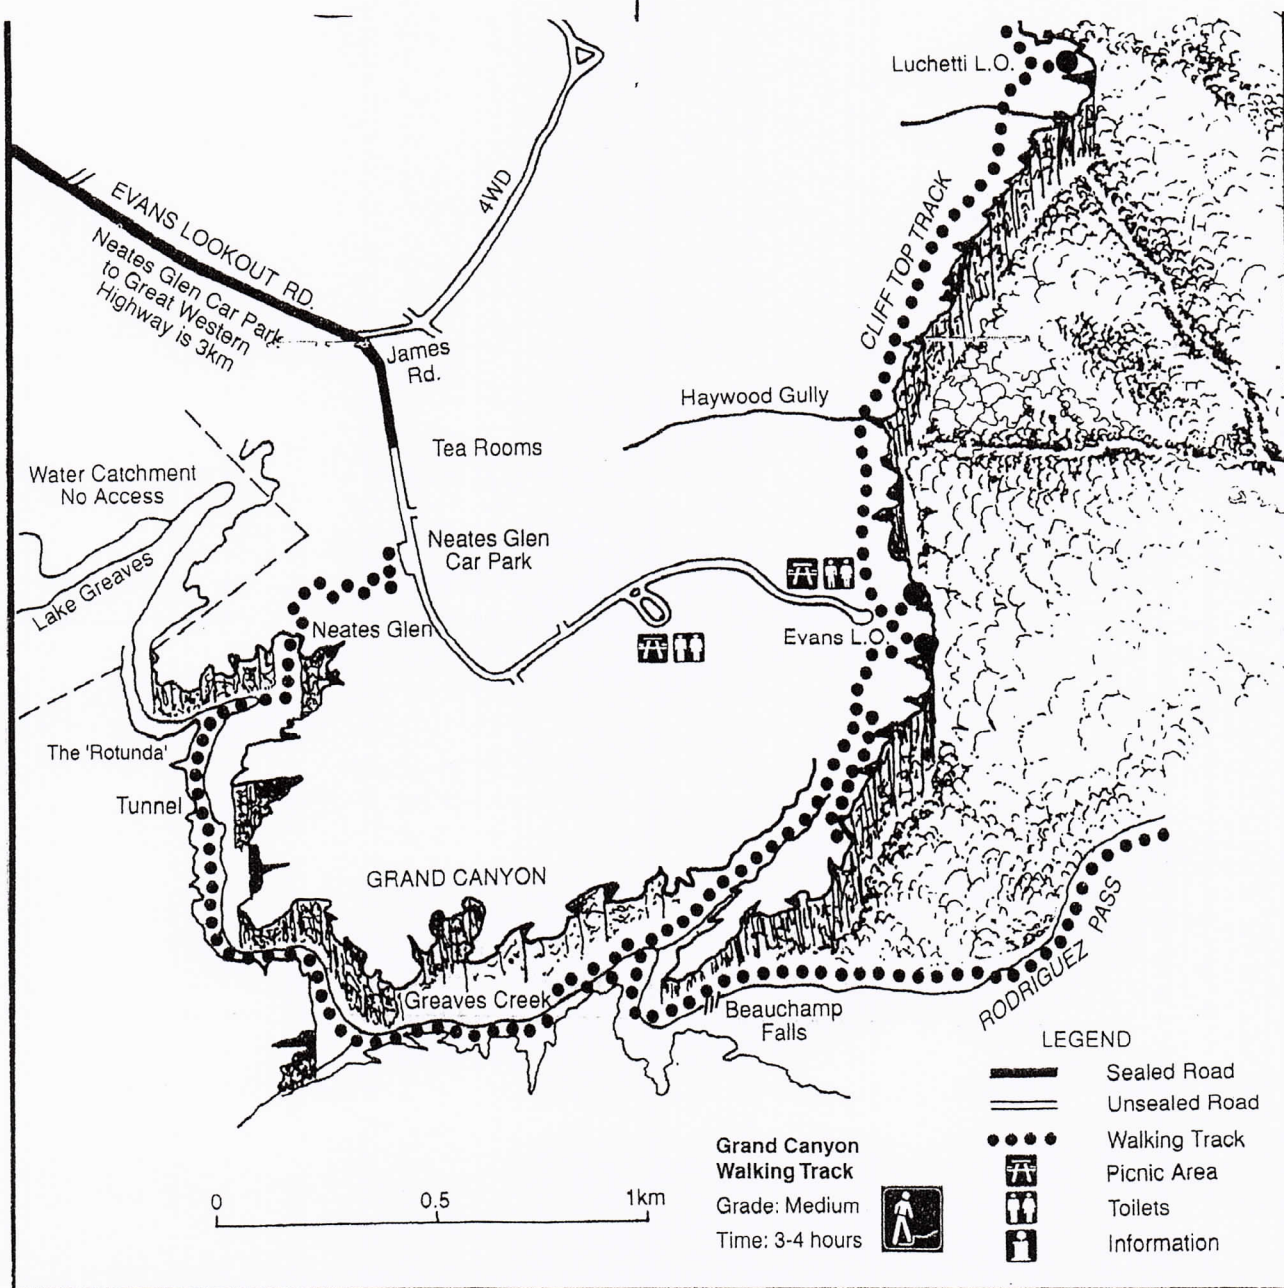 Luchetti L.O.
4WD
EVANS LOOKOUT RD.
Neates Glen Car Park
to Great Western
Highway is 3km
CLIFF TOP TRACK
James
Rd.
Haywood Gully
Tea Rooms
Water Catchment
No Access
Neates Glen
Car Park
Lake Greaves
Neates Glen
Evans L.O.
The 'Rotunda'
Tunnel
GRAND CANYON
Greaves Creek
Beauchamp
Falls
RODRIGUEZ PASS
LEGEND
Sealed Road
Unsealed Road
Walking Track
Picnic Area
Toilets
Information
Grand Canyon
Walking Track
Grade: Medium
Time: 3-4 hours
0 0.5 1km